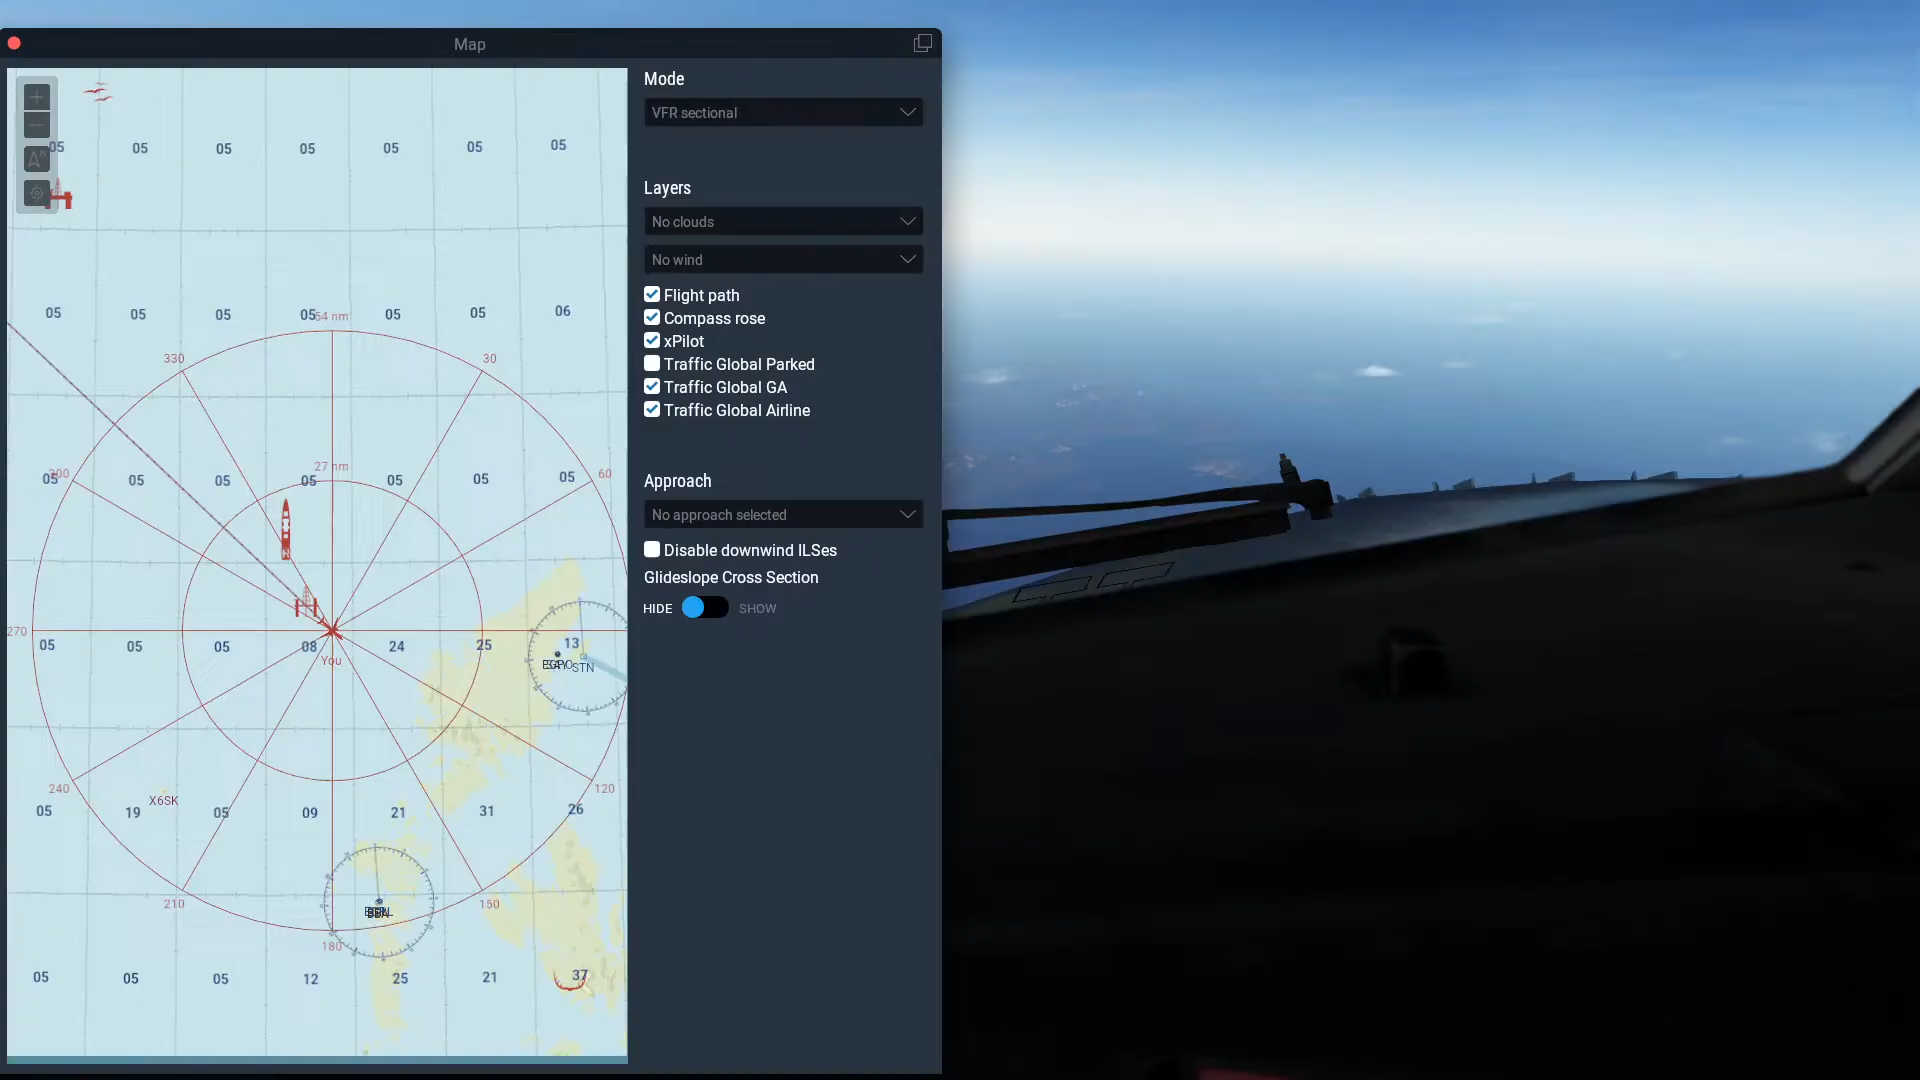 Map
05 05 05 05 05 05 05
05 05 05 05 05 05 06
54 nm
330 30
27 nm
300 60
05 05 05 05 05 05 05
270
05 05 05 08 24 25 13
You
STN
240 120
X6SK
05 19 05 09 21 31 26
210 150
180
05 05 05 12 25 21 37
Mode
VFR sectional
Layers
No clouds
No wind
Flight path
Compass rose
xPilot
Traffic Global Parked
Traffic Global GA
Traffic Global Airline
Approach
No approach selected
Disable downwind ILSes
Glideslope Cross Section
HIDE SHOW